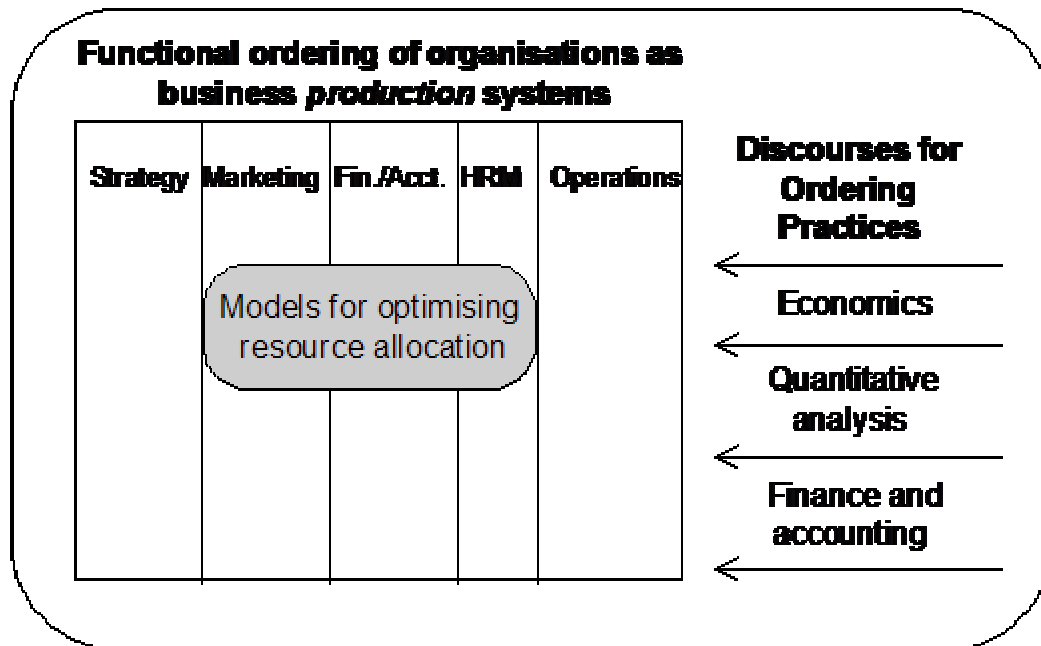 Functional ordering of organisations as
business production systems
Strategy Marketing Fin./Acct. HRM Operations
Models for optimising
resource allocation
Discourses for
Ordering
Practices
Economics
Quantitative
analysis
Finance and
accounting